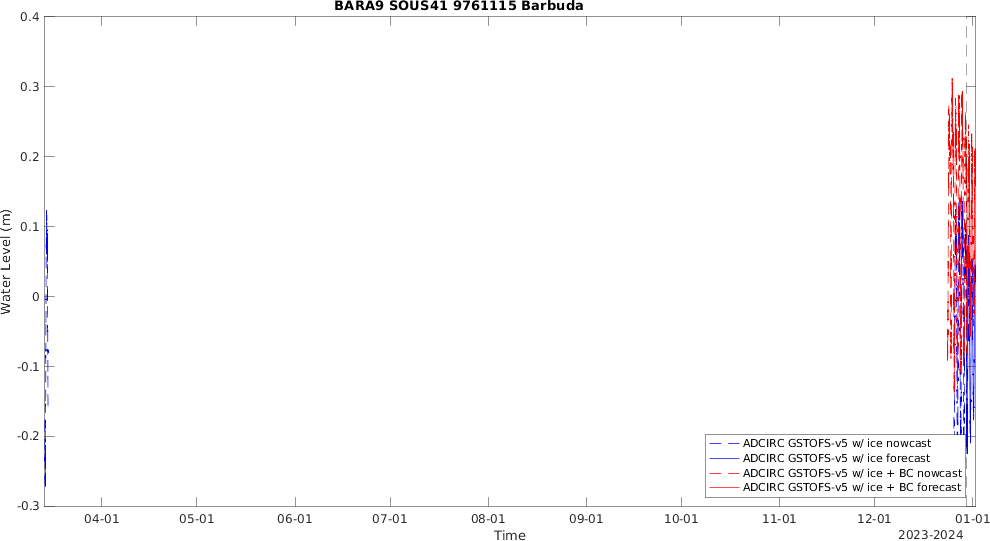 BARA9 SOUS41 9761115 Barbuda
0.4
0.3
0.2
0.1
0
-0.1
-0.2
-0.3
Water Level (m)
ADCIRC GSTOFS-v5 w/ ice nowcast
ADCIRC GSTOFS-v5 w/ ice forecast
ADCIRC GSTOFS-v5 w/ ice + BC nowcast
ADCIRC GSTOFS-v5 w/ ice + BC forecast
04-01 05-01 06-01 07-01 08-01 09-01 10-01 11-01 12-01 01-01
Time
2023-2024